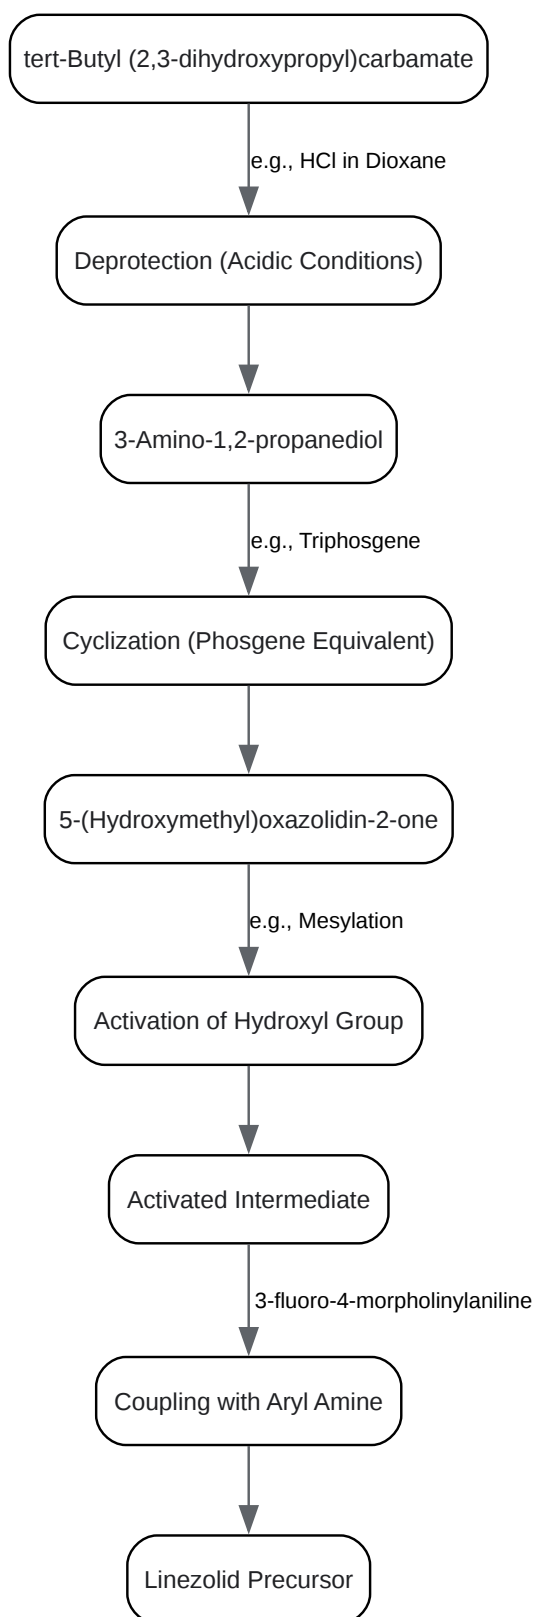 tert-Butyl (2,3-dihydroxypropyl)carbamate
e.g., HCl in Dioxane
Deprotection (Acidic Conditions)
3-Amino-1,2-propanediol
e.g., Triphosgene
Cyclization (Phosgene Equivalent)
5-(Hydroxymethyl)oxazolidin-2-one
e.g., Mesylation
Activation of Hydroxyl Group
Activated Intermediate
3-fluoro-4-morpholinylaniline
Coupling with Aryl Amine
Linezolid Precursor